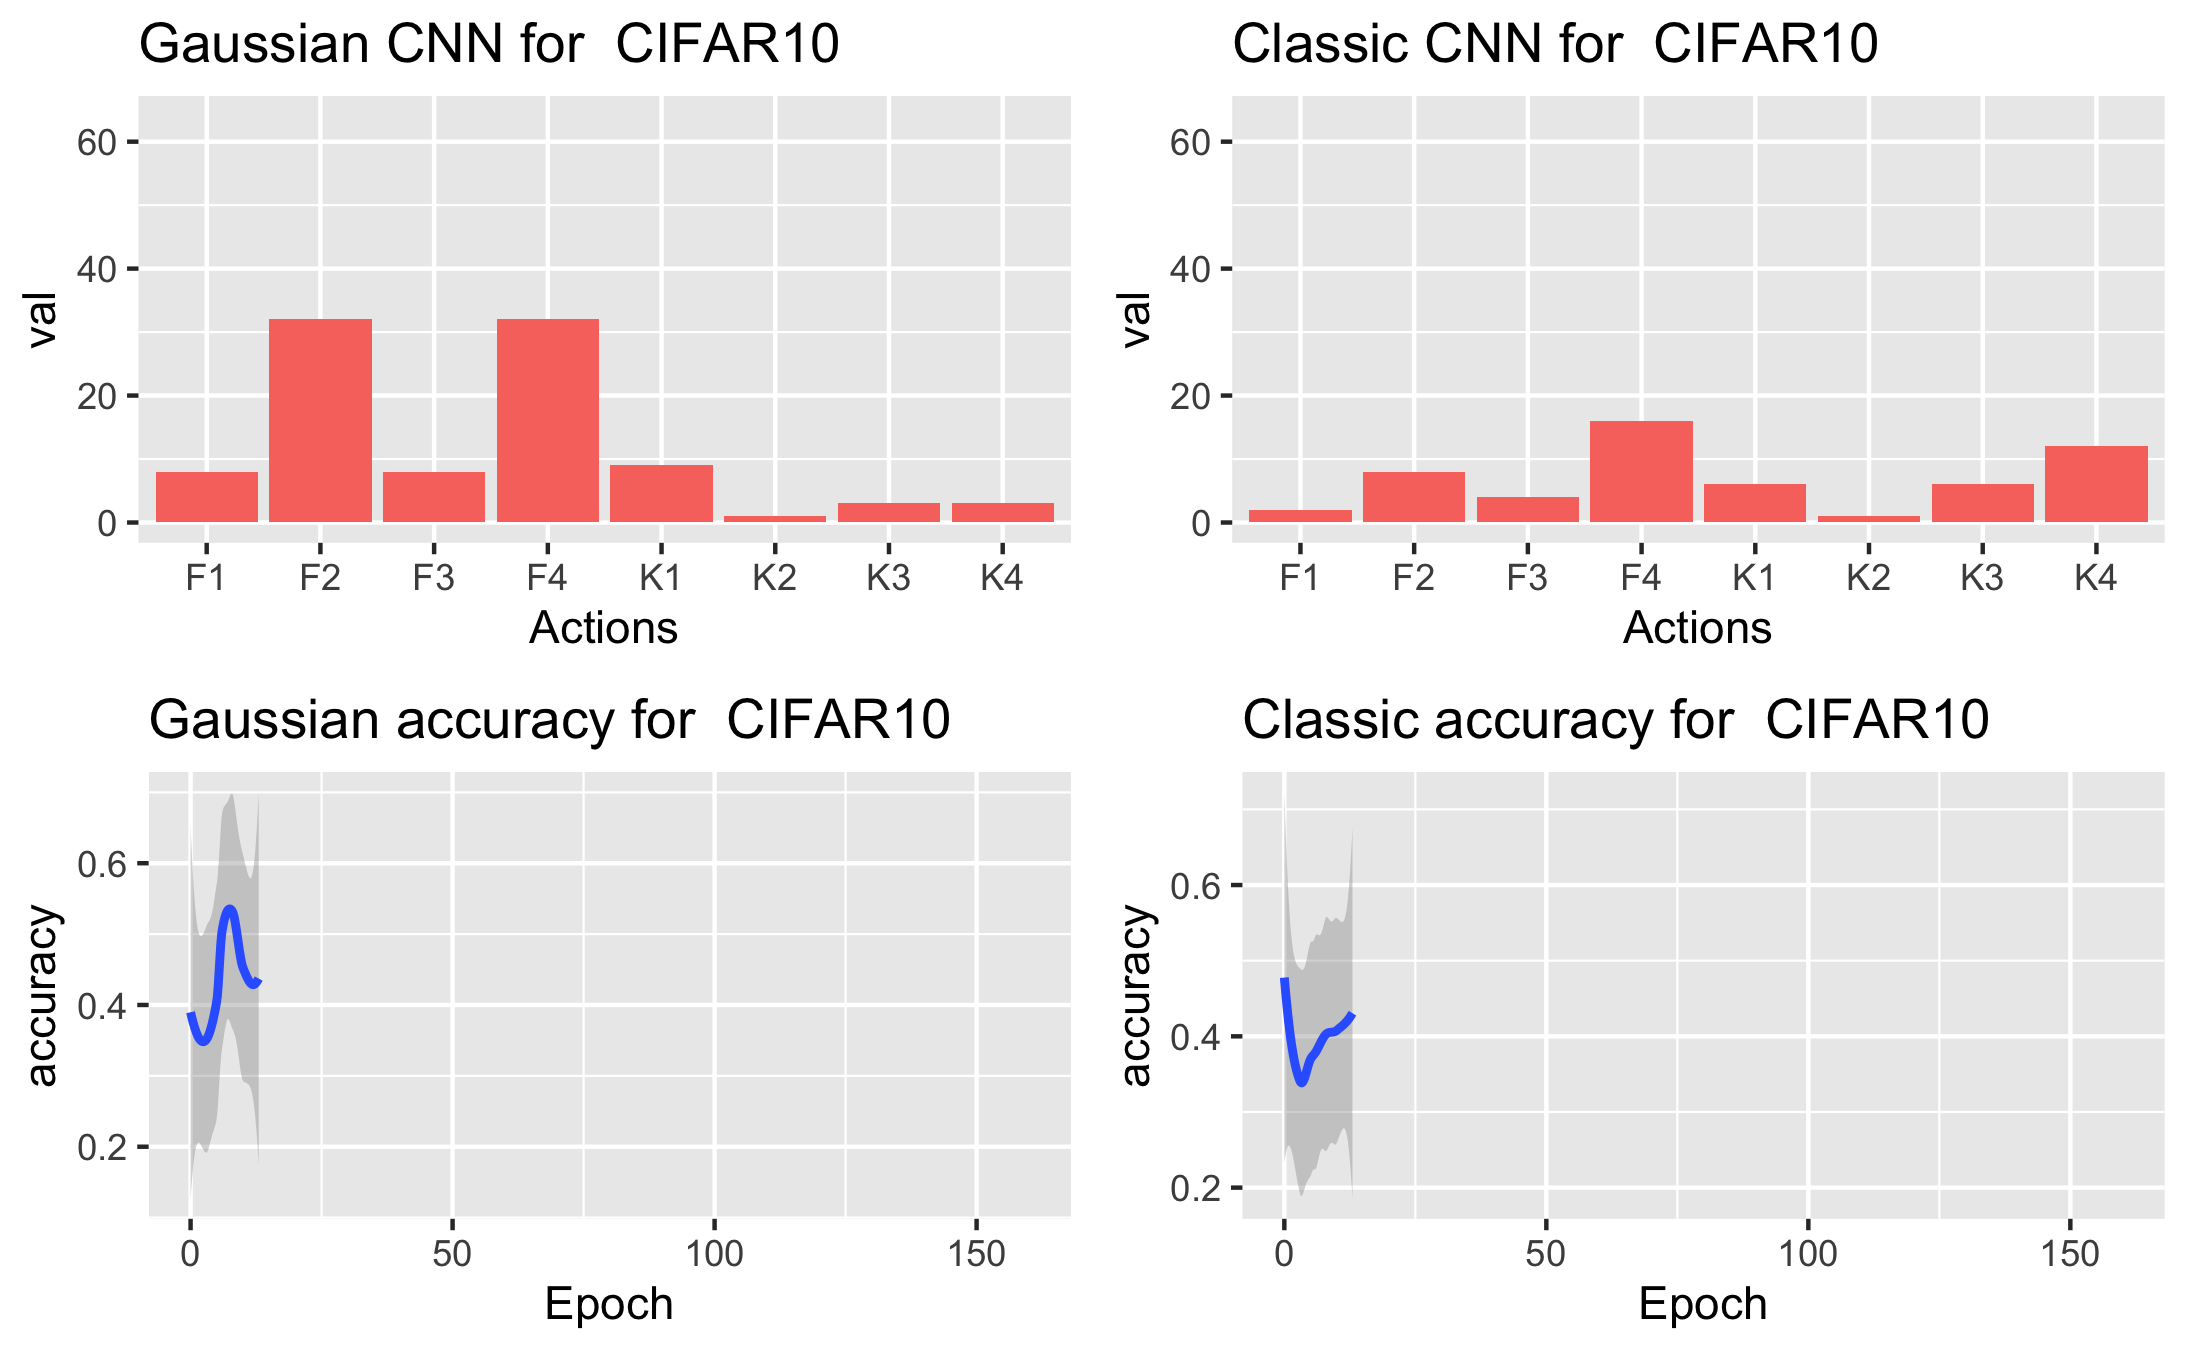 Gaussian CNN for  CIFAR10
60
40
20
0
val
F1 F2 F3 F4 K1 K2 K3 K4
Actions
Classic CNN for  CIFAR10
60
40
20
0
val
F1 F2 F3 F4 K1 K2 K3 K4
Actions
Gaussian accuracy for  CIFAR10
0.6
0.4
0.2
accuracy
0 50 100 150
Epoch
Classic accuracy for  CIFAR10
0.6
0.4
0.2
accuracy
0 50 100 150
Epoch